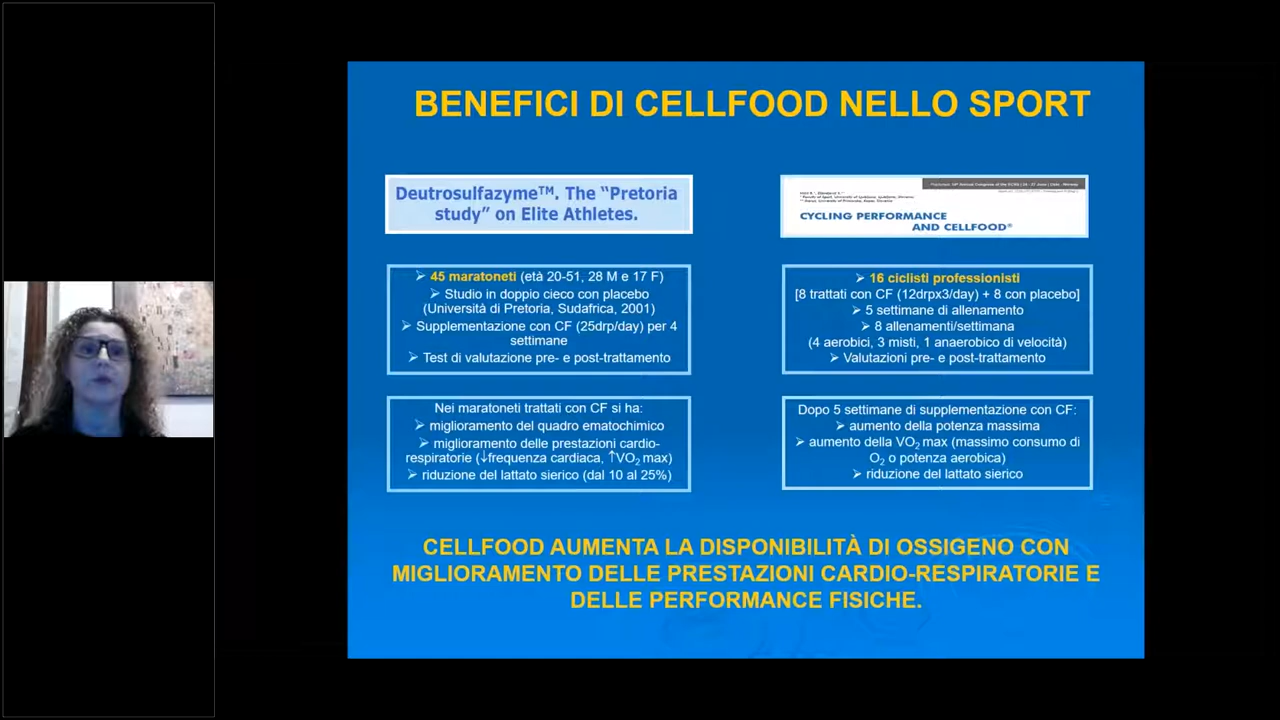 BENEFICI DI CELLFOOD NELLO SPORT
Deutrosulfazyme™. The “Pretoria
study” on Elite Athletes.
➢ 45 maratoneti (età 20-51, 28 M e 17 F)
➢ Studio in doppio cieco con placebo
(Università di Pretoria, Sudafrica, 2001)
➢ Supplementazione con CF (25drp/day) per 4
settimane
➢ Test di valutazione pre- e post-trattamento
Nei maratoneti trattati con CF si ha:
➢ miglioramento del quadro ematochimico
➢ miglioramento delle prestazioni cardio-
respiratorie (↓frequenza cardiaca, ↑VO₂ max)
➢ riduzione del lattato sierico (dal 10 al 25%)
CYCLING PERFORMANCE
AND CELLFOOD®
➢ 16 ciclisti professionisti
[8 trattati con CF (12drpx3/day) + 8 con placebo]
➢ 5 settimane di allenamento
➢ 8 allenamenti/settimana
(4 aerobici, 3 misti, 1 anaerobico di velocità)
➢ Valutazioni pre- e post-trattamento
Dopo 5 settimane di supplementazione con CF:
➢ aumento della potenza massima
➢ aumento della VO₂ max (massimo consumo di
O₂ o potenza aerobica)
➢ riduzione del lattato sierico
CELLFOOD AUMENTA LA DISPONIBILITÀ DI OSSIGENO CON
MIGLIORAMENTO DELLE PRESTAZIONI CARDIO-RESPIRATORIE E
DELLE PERFORMANCE FISICHE.